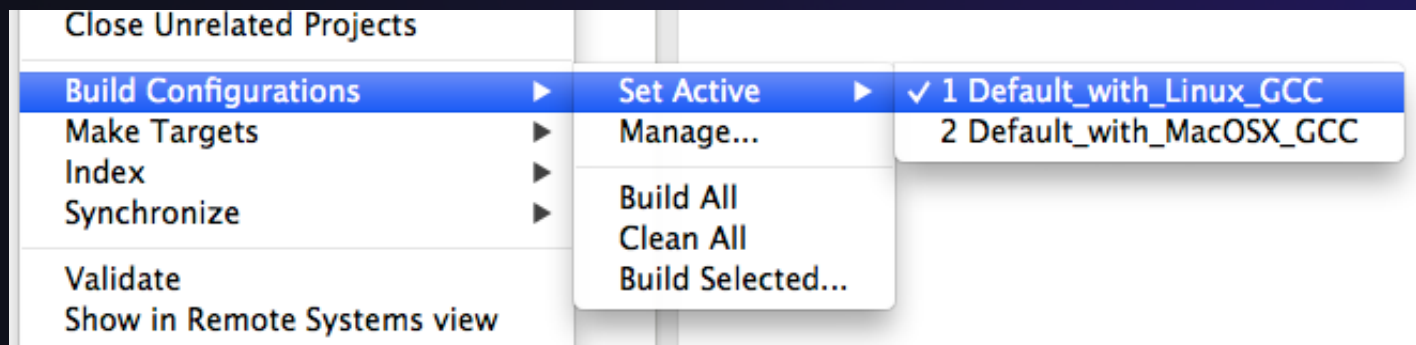 Close Unrelated Projects
Build Configurations
Make Targets
Index
Synchronize
Validate
Show in Remote Systems view
Set Active
Manage...
Build All
Clean All
Build Selected...
✓ 1 Default_with_Linux_GCC
2 Default_with_MacOSX_GCC